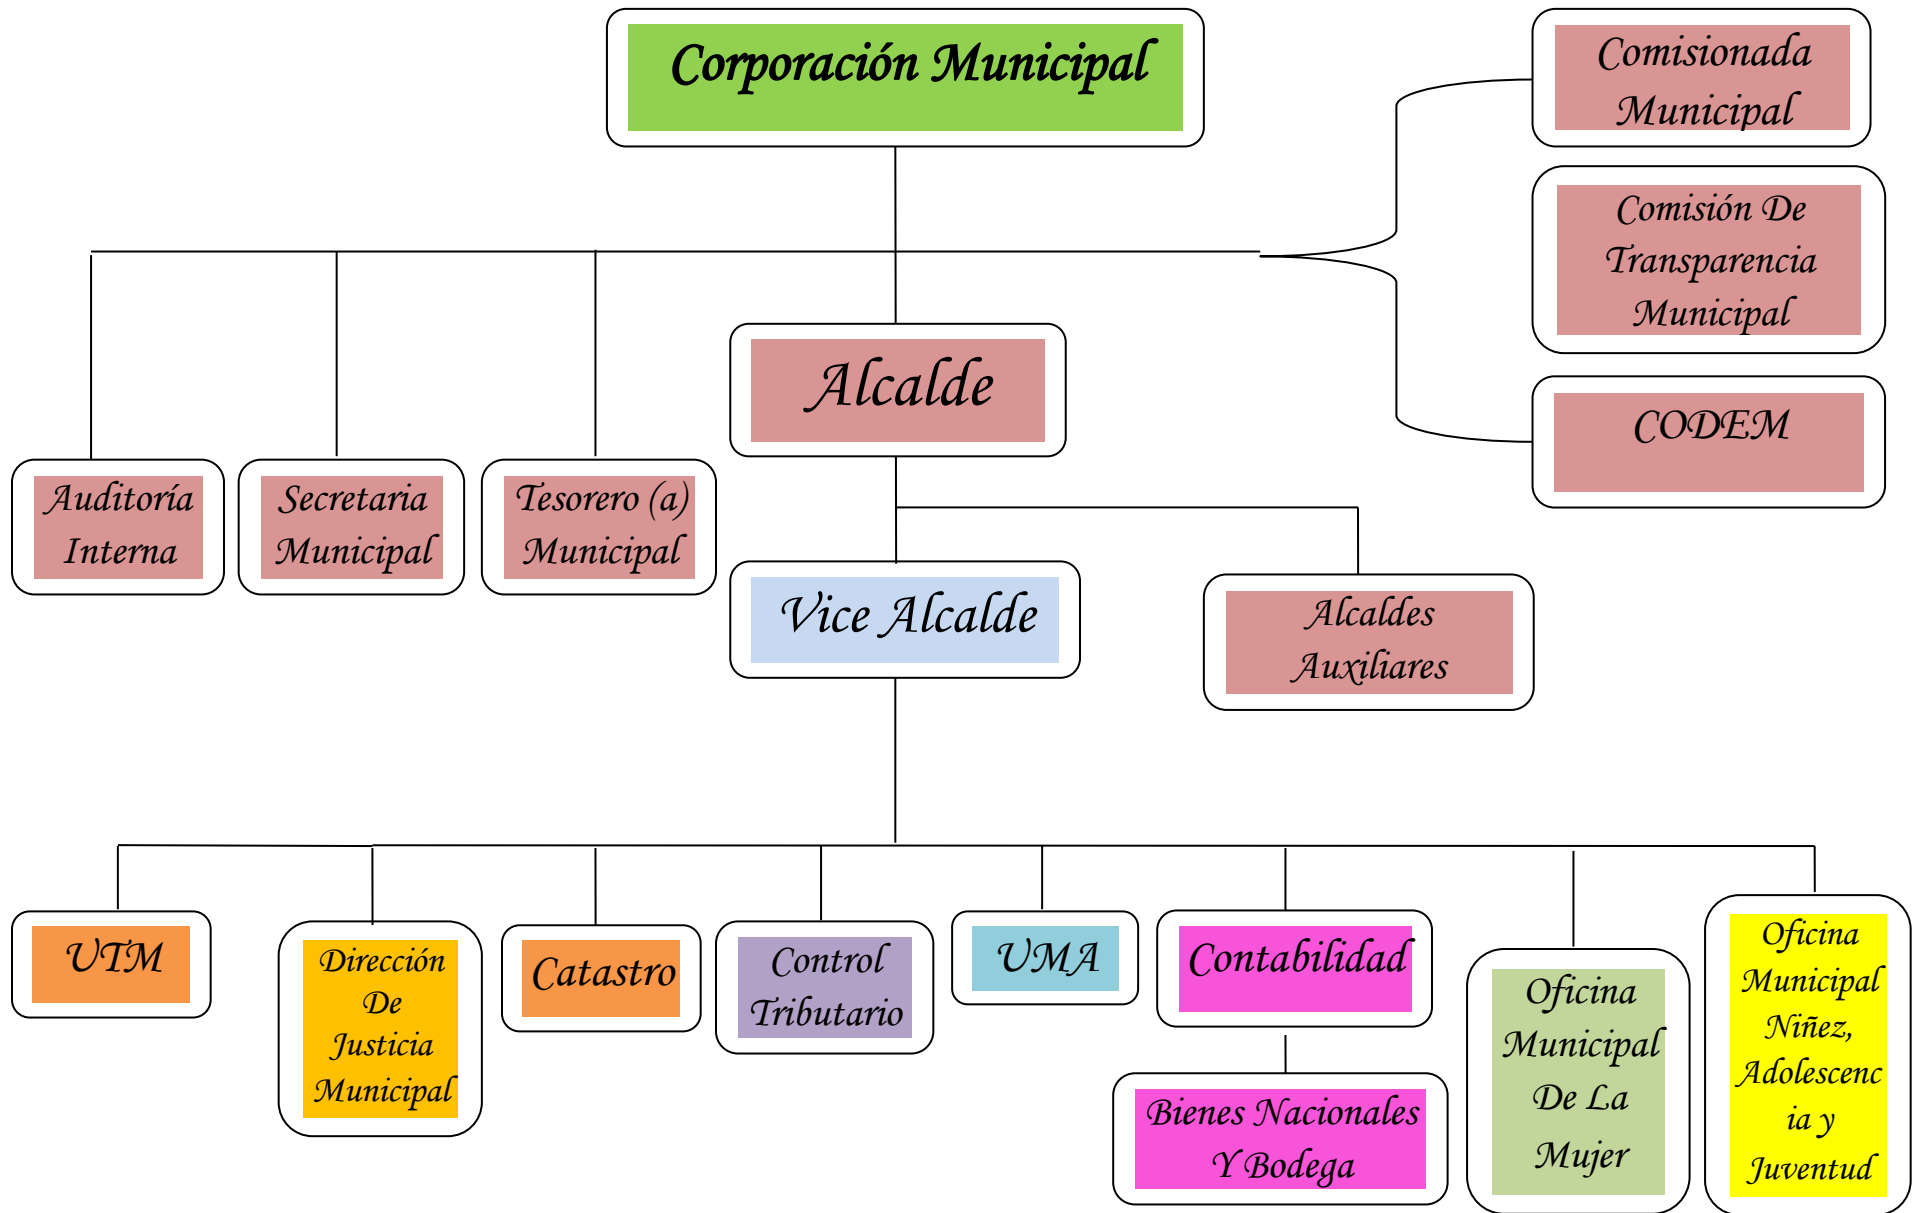 Corporación Municipal
Comisionada
Municipal
Comisión De
Transparencia
Municipal
CODEM
Alcalde
Auditoría
Interna
Secretaria
Municipal
Tesorero (a)
Municipal
Vice Alcalde
Alcaldes
Auxiliares
UTM
Dirección
De
Justicia
Municipal
Catastro
Control
Tributario
UMA
Contabilidad
Bienes Nacionales
Y Bodega
Oficina
Municipal
De La
Mujer
Oficina
Municipal
Niñez,
Adolescenc
ia y
Juventud